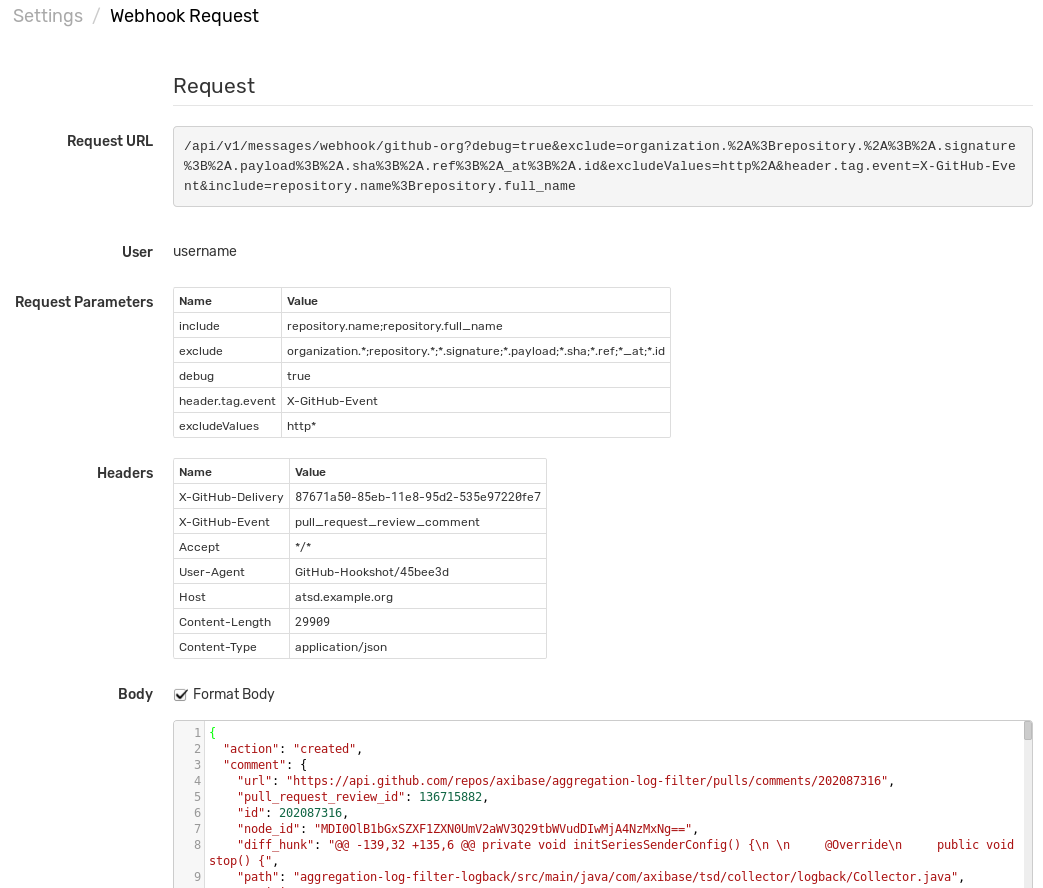 Settings / Webhook Request
Request
Request URL
/api/v1/messages/webhook/github-org?debug=true&exclude=organization.%2A%3Brepository.%2A%3B%2A.signature
%3B%2A.payload%3B%2A.sha%3B%2A.ref%3B%2A_at%3B%2A.id&excludeValues=http%2A&header.tag.event=X-GitHub-Eve
nt&include=repository.name%3Brepository.full_name
User username
Request Parameters
Name Value
include repository.name;repository.full_name
exclude organization.*;repository.*;*.signature;*.payload;*.sha;*.ref;*_at;*.id
debug true
header.tag.event X-GitHub-Event
excludeValues http*
Headers
Name Value
X-GitHub-Delivery 87671a50-85eb-11e8-95d2-535e97220fe7
X-GitHub-Event pull_request_review_comment
Accept */*
User-Agent GitHub-Hookshot/45bee3d
Host atsd.example.org
Content-Length 29909
Content-Type application/json
Body Format Body
1 {
2 "action": "created",
3 "comment": {
4 "url": "https://api.github.com/repos/axibase/aggregation-log-filter/pulls/comments/202087316",
5 "pull_request_review_id": 136715882,
6 "id": 202087316,
7 "node_id": "MDI0OlB1bGxSZXF1ZXN0UmV2aWV3Q29tbWVudDIwMjA4NzMxNg==",
8 "diff_hunk": "@@ -139,32 +135,6 @@ private void initSeriesSenderConfig() {\n \n     @Override\n     public void
stop() {",
9 "path": "aggregation-log-filter-logback/src/main/java/com/axibase/tsd/collector/logback/Collector.java",